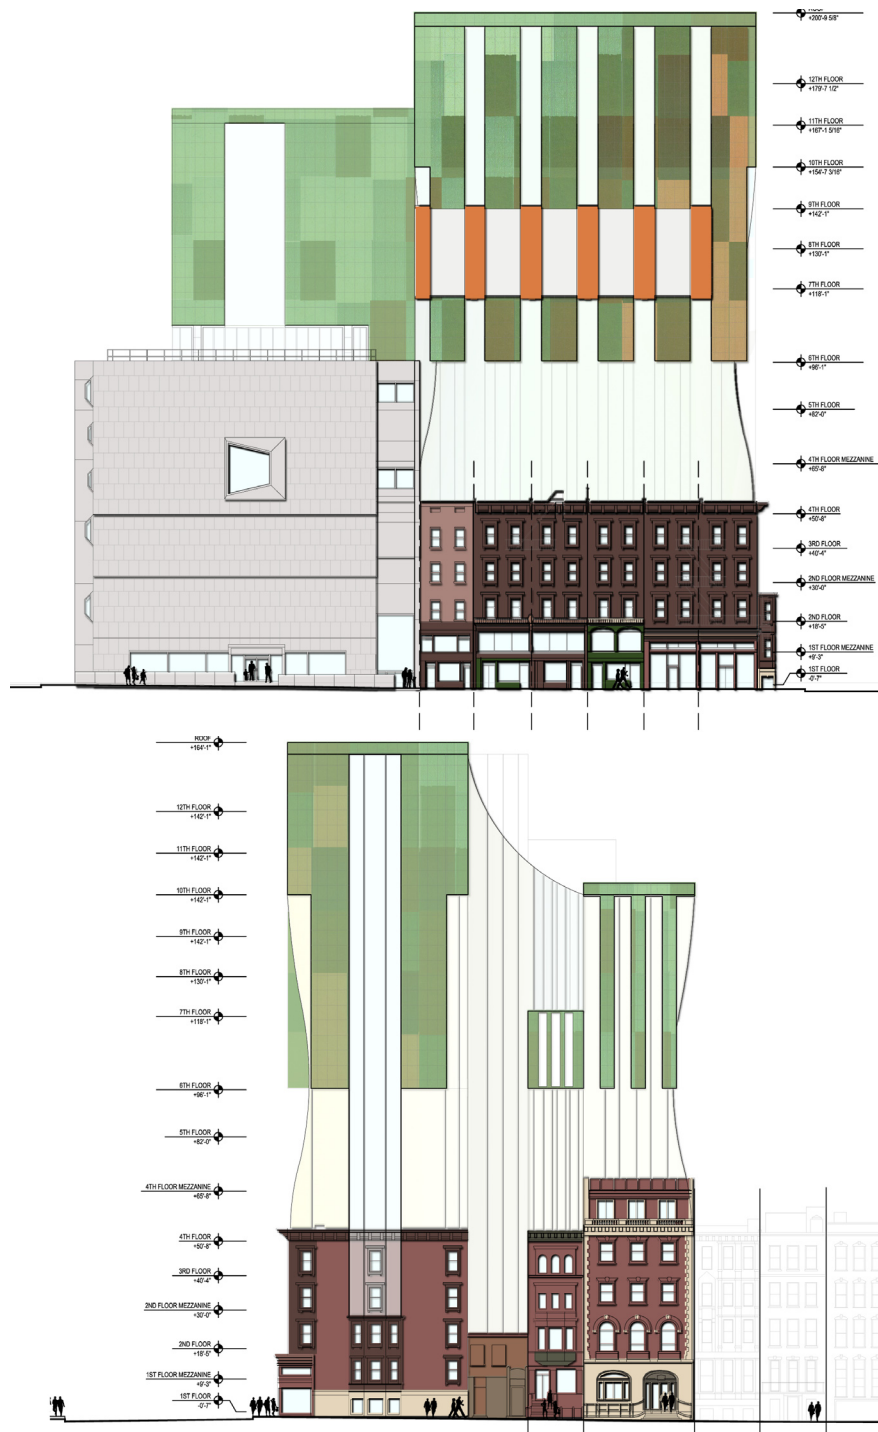 ROOF
+200'-9 5/8"
12TH FLOOR
+179'-7 1/2"
11TH FLOOR
+167'-1 5/16"
10TH FLOOR
+154'-7 3/16"
9TH FLOOR
+142'-1"
8TH FLOOR
+130'-1"
7TH FLOOR
+118'-1"
6TH FLOOR
+96'-1"
5TH FLOOR
+82'-0"
4TH FLOOR MEZZANINE
+65'-8"
4TH FLOOR
+50'-8"
3RD FLOOR
+40'-4"
2ND FLOOR MEZZANINE
+30'-0"
2ND FLOOR
+18'-5"
1ST FLOOR MEZZANINE
+9'-3"
1ST FLOOR
-0'-7"
ROOF
+164'-1"
12TH FLOOR
+142'-1"
11TH FLOOR
+142'-1"
10TH FLOOR
+142'-1"
9TH FLOOR
+142'-1"
8TH FLOOR
+130'-1"
7TH FLOOR
+118'-1"
6TH FLOOR
+96'-1"
5TH FLOOR
+82'-0"
4TH FLOOR MEZZANINE
+65'-8"
4TH FLOOR
+50'-8"
3RD FLOOR
+40'-4"
2ND FLOOR MEZZANINE
+30'-0"
2ND FLOOR
+18'-5"
1ST FLOOR MEZZANINE
+9'-3"
1ST FLOOR
-0'-7"